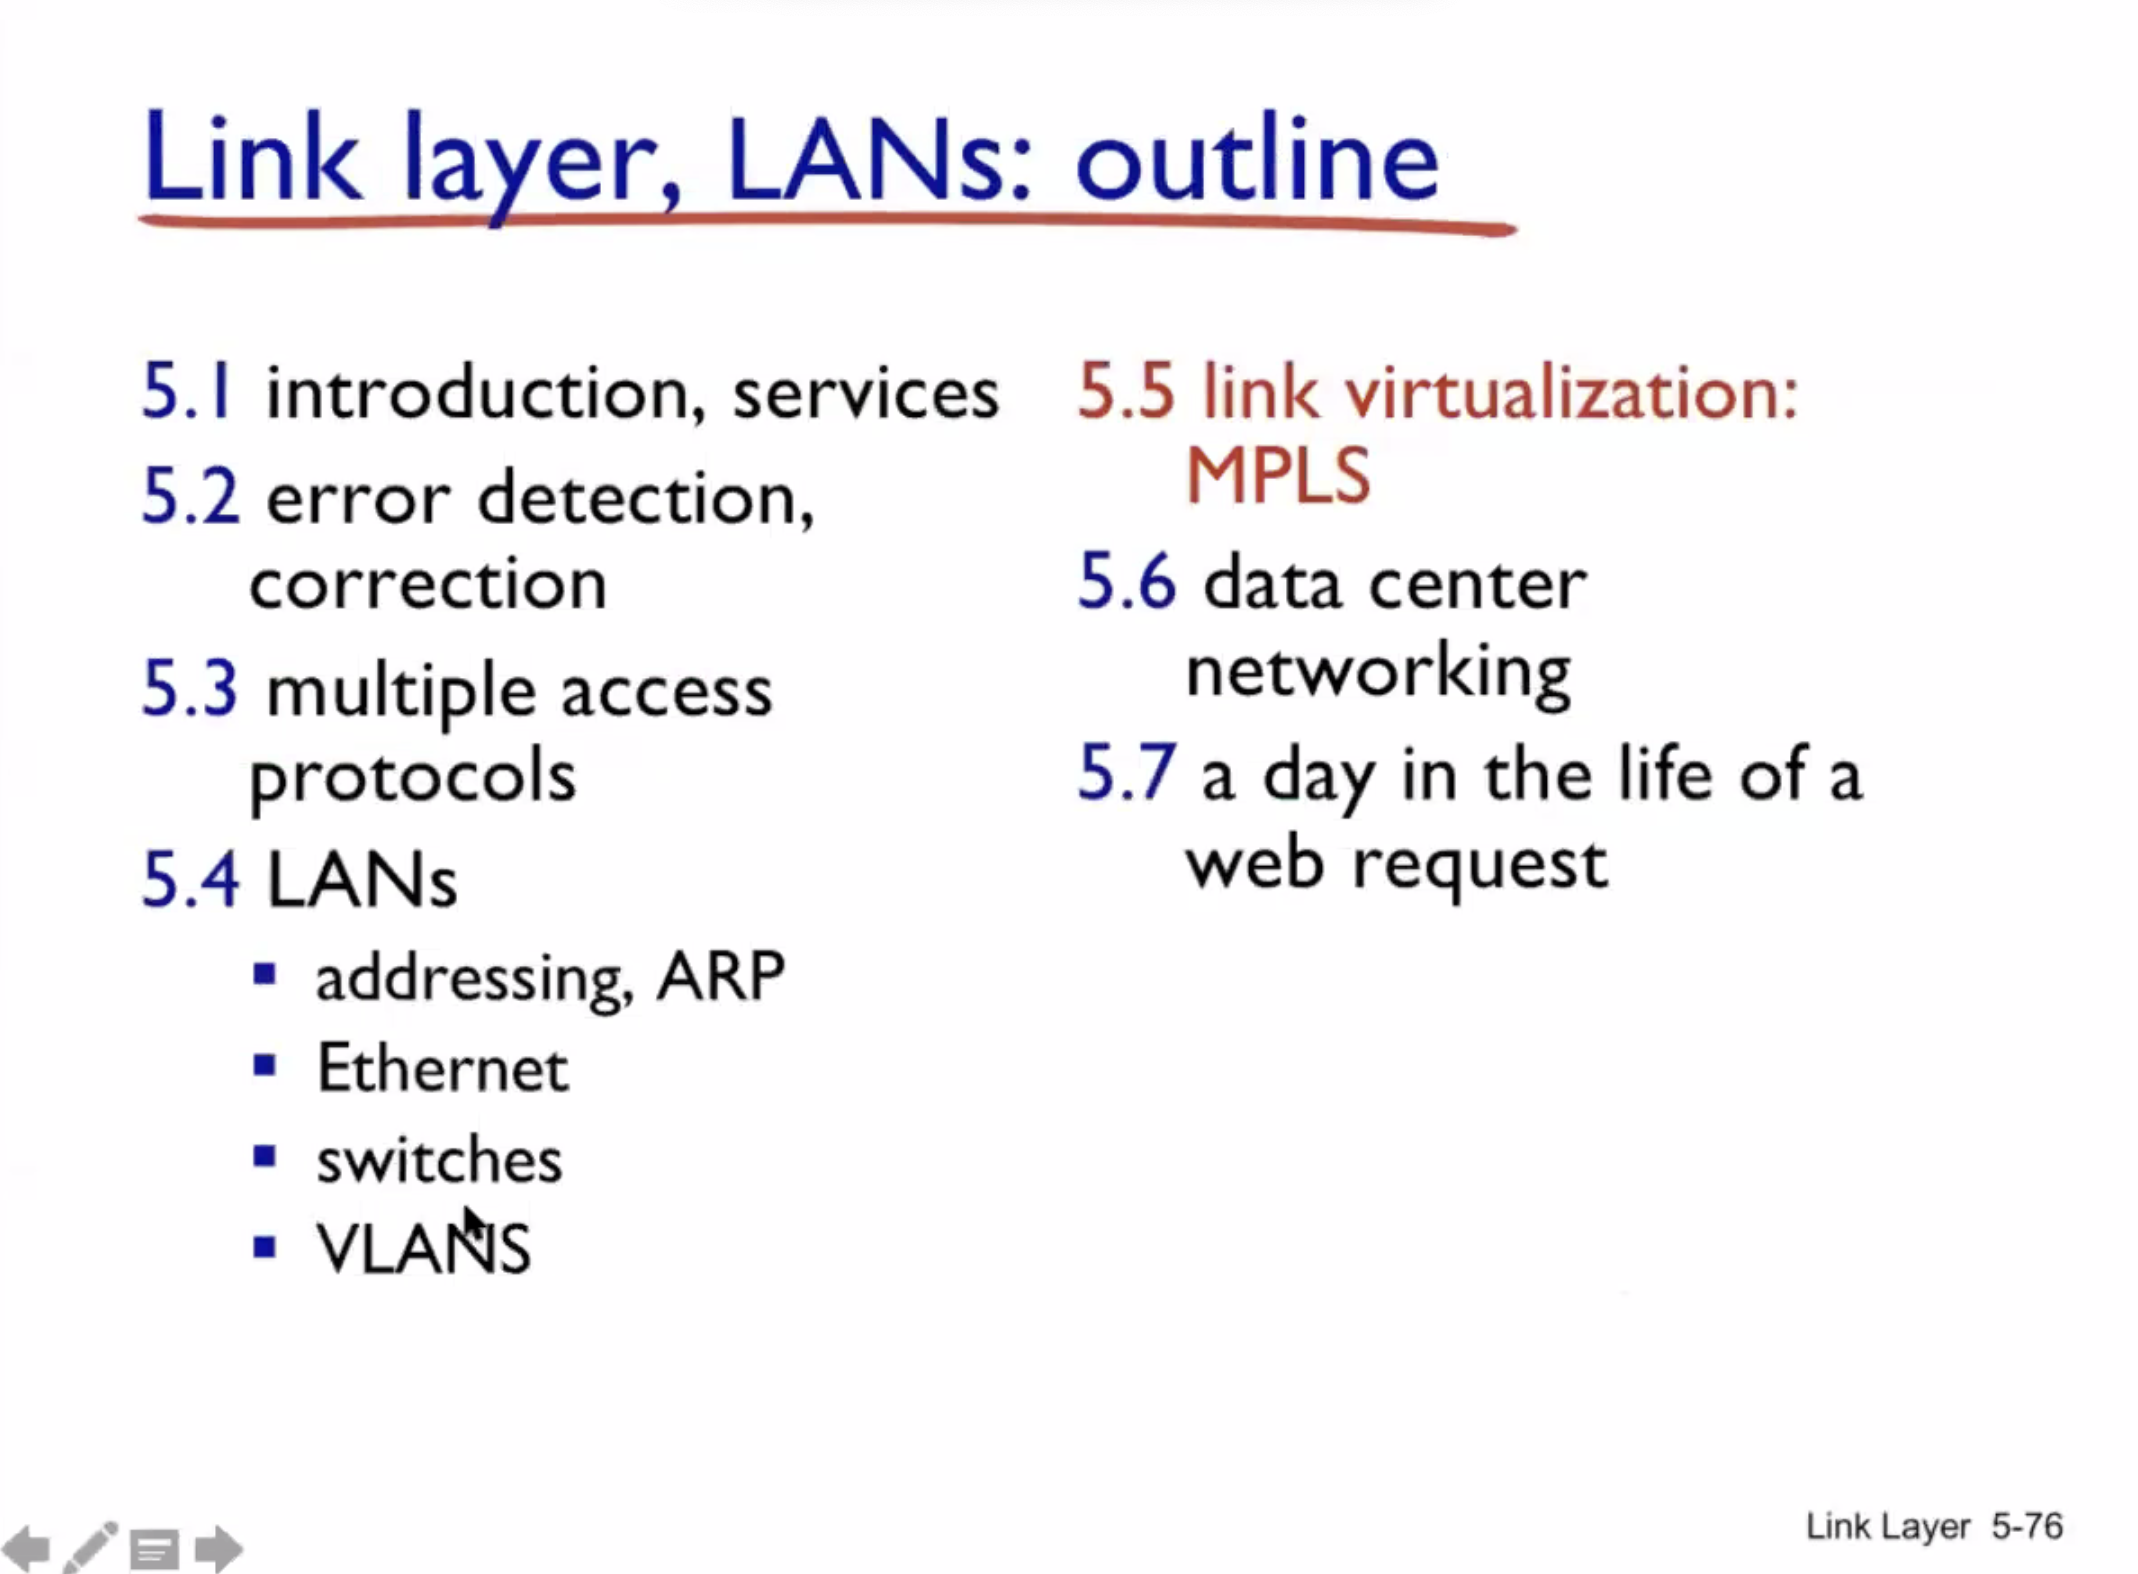 Link layer, LANs: outline
5.1 introduction, services
5.2 error detection,
correction
5.3 multiple access
protocols
5.4 LANs
▪ addressing, ARP
▪ Ethernet
▪ switches
▪ VLANS
5.5 link virtualization:
MPLS
5.6 data center
networking
5.7 a day in the life of a
web request
Link Layer 5-76